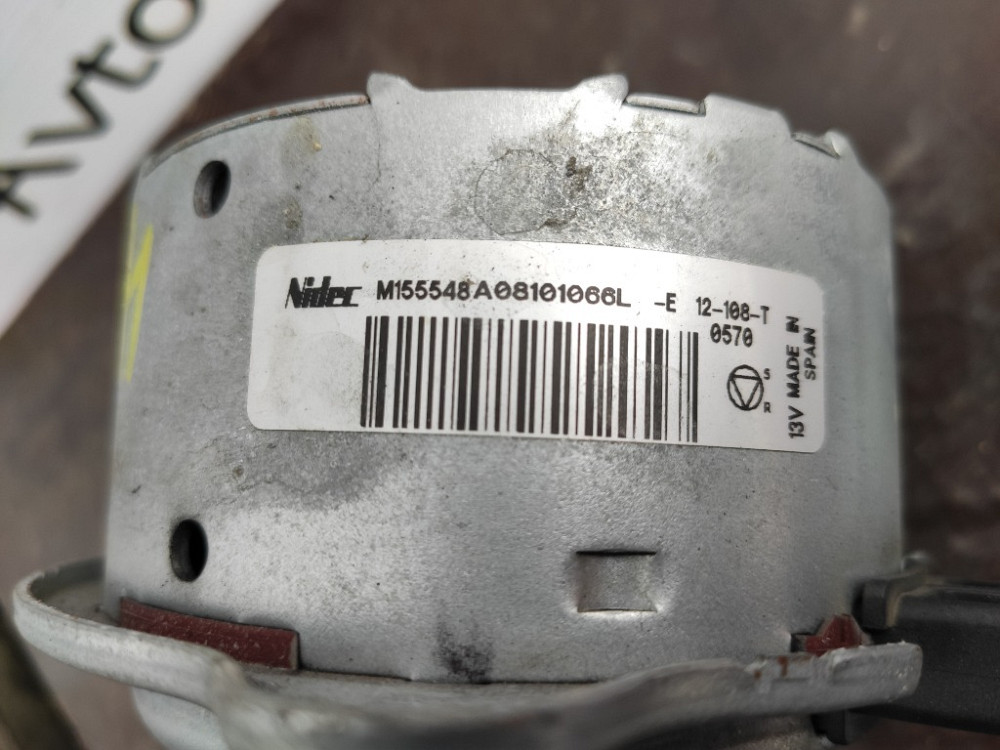 Avto
Nidec M155548A08101066L -E 12-108-T
0570
S
R
13V MADE IN
SPAIN